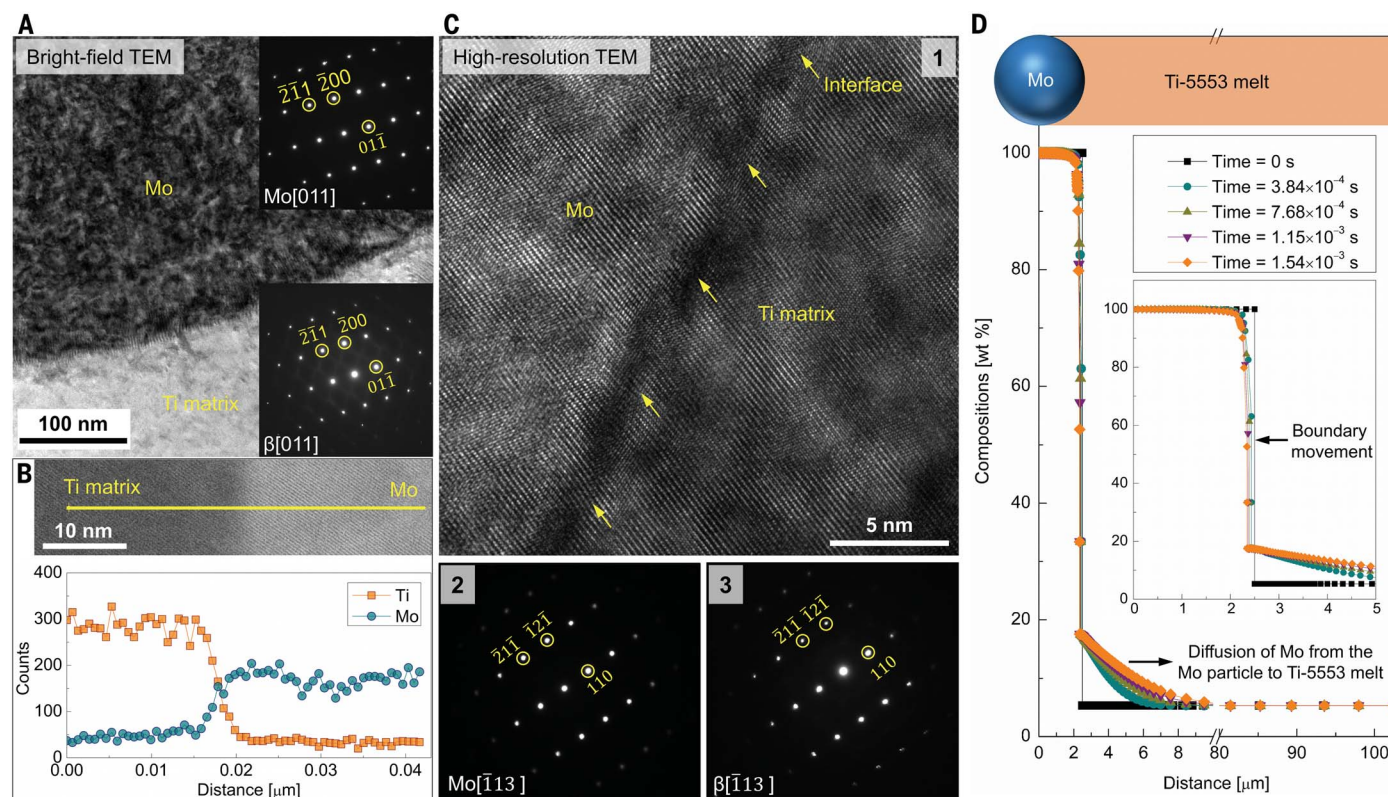 A
Bright-field TEM
2̄1̄1 2̄00
011̄
Mo[011]
Mo
2̄1̄1 2̄00
011̄
β[011]
Ti matrix
100 nm
B
Ti matrix Mo
10 nm
Counts
400
300
200
100
0
Ti
Mo
0.00 0.01 0.02 0.03 0.04
Distance [μm]
C
High-resolution TEM 1
Interface
Mo
Ti matrix
5 nm
2
2̄11̄ 1̄21̄
110
Mo[1̄13]
3
2̄11̄ 1̄21̄
110
β[1̄13]
D
Mo Ti-5553 melt
Time = 0 s
Time = 3.84×10⁻⁴ s
Time = 7.68×10⁻⁴ s
Time = 1.15×10⁻³ s
Time = 1.54×10⁻³ s
Compositions [wt %]
100
80
60
40
20
0
100
80
60
40
20
0
Boundary
movement
0 1 2 3 4 5
Diffusion of Mo from the
Mo particle to Ti-5553 melt
0 2 4 6 8 80 90 100
Distance [μm]